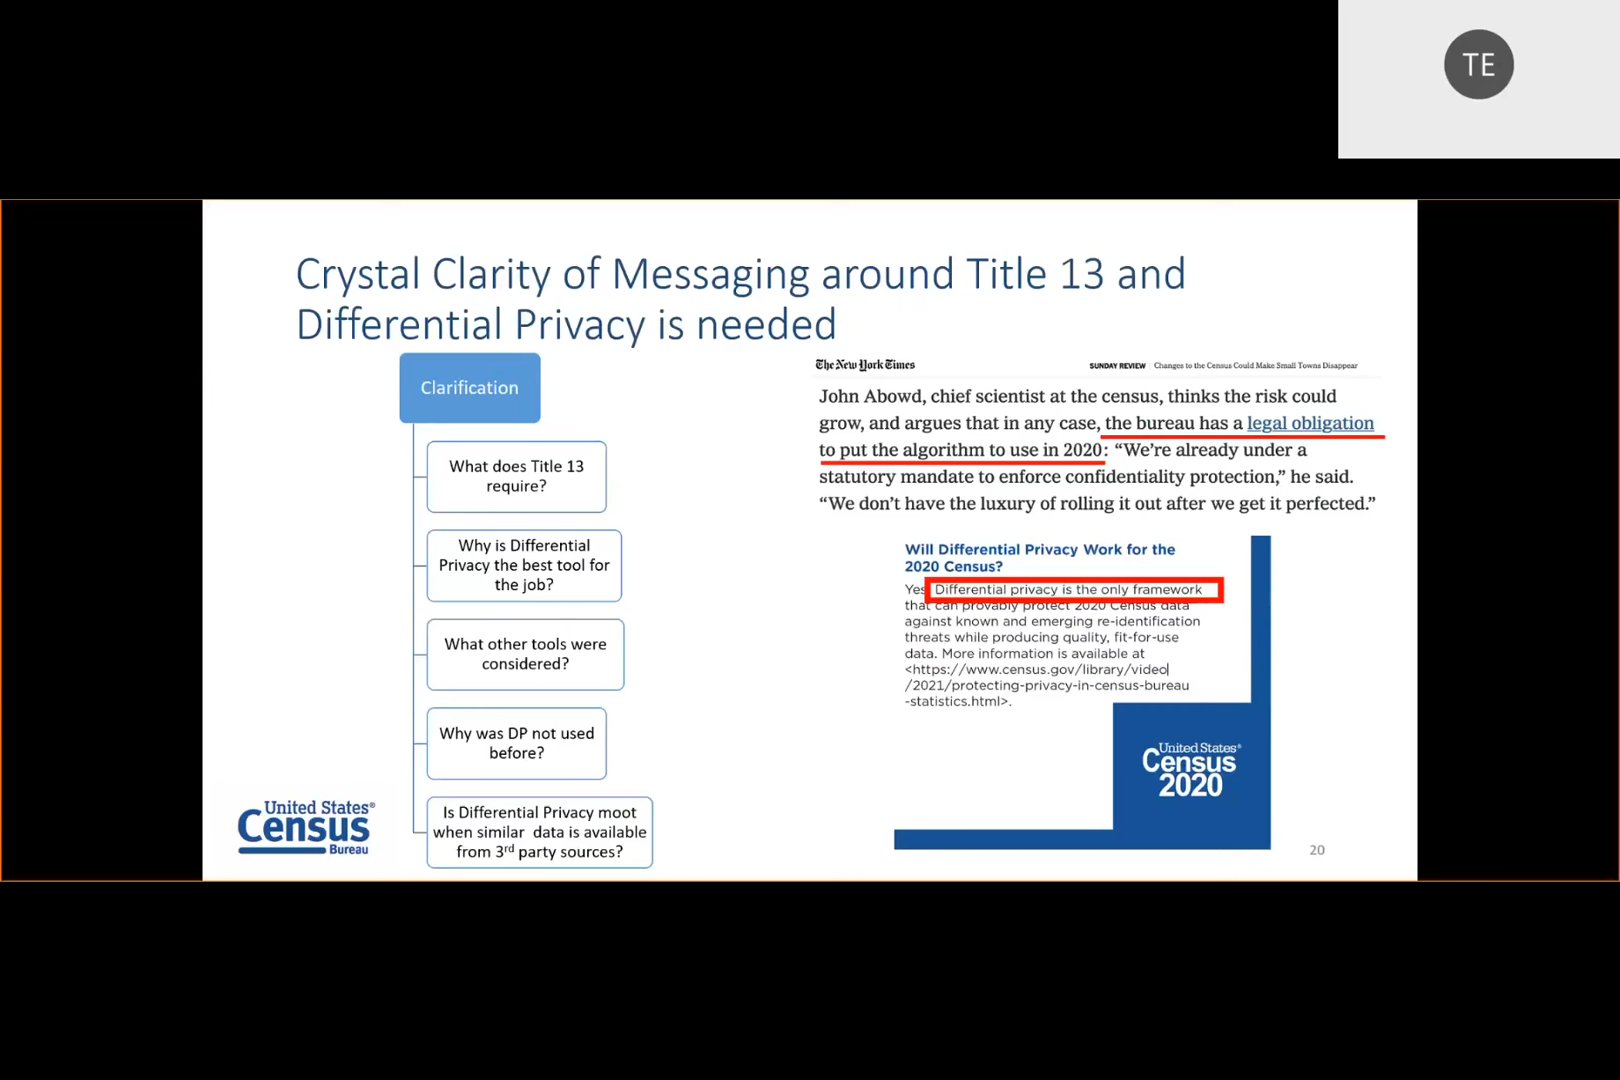 TE
Crystal Clarity of Messaging around Title 13 and
Differential Privacy is needed
Clarification
What does Title 13
require?
Why is Differential
Privacy the best tool for
the job?
What other tools were
considered?
Why was DP not used
before?
Is Differential Privacy moot
when similar data is available
from 3rd party sources?
The New York Times
SUNDAY REVIEW | Changes to the Census Could Make Small Towns Disappear
John Abowd, chief scientist at the census, thinks the risk could
grow, and argues that in any case, the bureau has a legal obligation
to put the algorithm to use in 2020: “We’re already under a
statutory mandate to enforce confidentiality protection,” he said.
“We don’t have the luxury of rolling it out after we get it perfected.”
Will Differential Privacy Work for the
2020 Census?
Yes Differential privacy is the only framework
that can provably protect 2020 Census data
against known and emerging re-identification
threats while producing quality, fit-for-use
data. More information is available at
<https://www.census.gov/library/video
/2021/protecting-privacy-in-census-bureau
-statistics.html>.
United States®
Census
2020
United States®
Census
Bureau
20